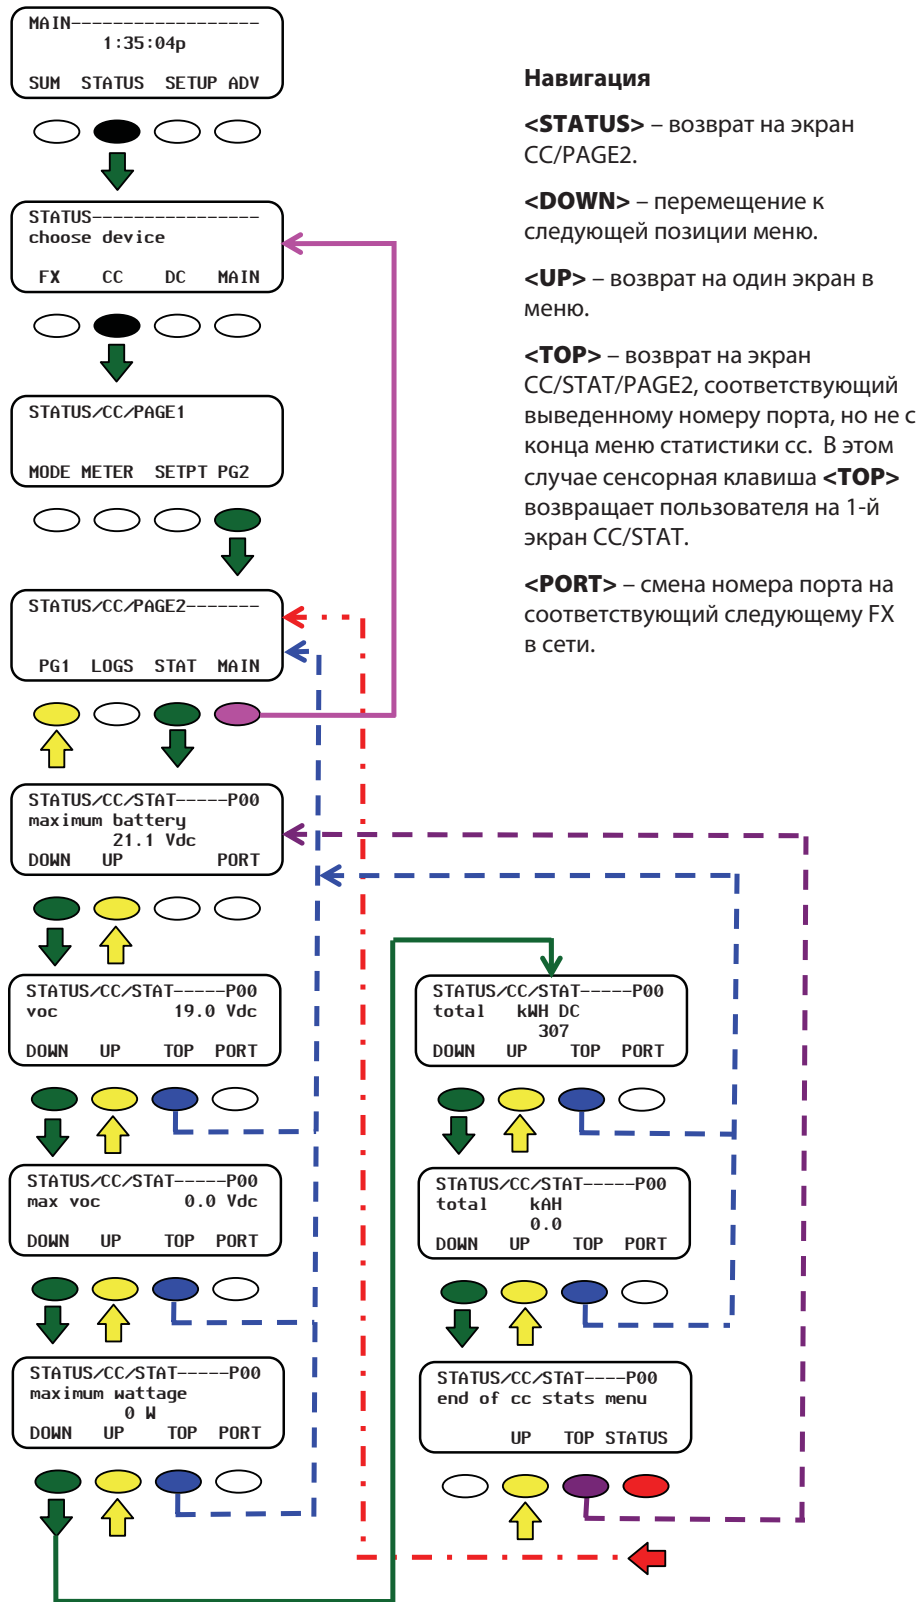 MAIN-------------------
1:35:04p
SUM STATUS SETUP ADV
STATUS-----------------
choose device
FX CC DC MAIN
STATUS/CC/PAGE1
MODE METER SETPT PG2
STATUS/CC/PAGE2-------
PG1 LOGS STAT MAIN
STATUS/CC/STAT-----P00
maximum battery
21.1 Vdc
DOWN UP PORT
STATUS/CC/STAT-----P00
voc 19.0 Vdc
DOWN UP TOP PORT
STATUS/CC/STAT-----P00
max voc 0.0 Vdc
DOWN UP TOP PORT
STATUS/CC/STAT-----P00
maximum wattage
0 W
DOWN UP TOP PORT
STATUS/CC/STAT-----P00
total kWH DC
307
DOWN UP TOP PORT
STATUS/CC/STAT-----P00
total kAH
0.0
DOWN UP TOP PORT
STATUS/CC/STAT----P00
end of cc stats menu
UP TOP STATUS
Навигация
<STATUS> – возврат на экран
CC/PAGE2.
<DOWN> – перемещение к
следующей позиции меню.
<UP> – возврат на один экран в
меню.
<TOP> – возврат на экран
CC/STAT/PAGE2, соответствующий
выведенному номеру порта, но не с
конца меню статистики cc. В этом
случае сенсорная клавиша <TOP>
возвращает пользователя на 1-й
экран CC/STAT.
<PORT> – смена номера порта на
соответствующий следующему FX
в сети.